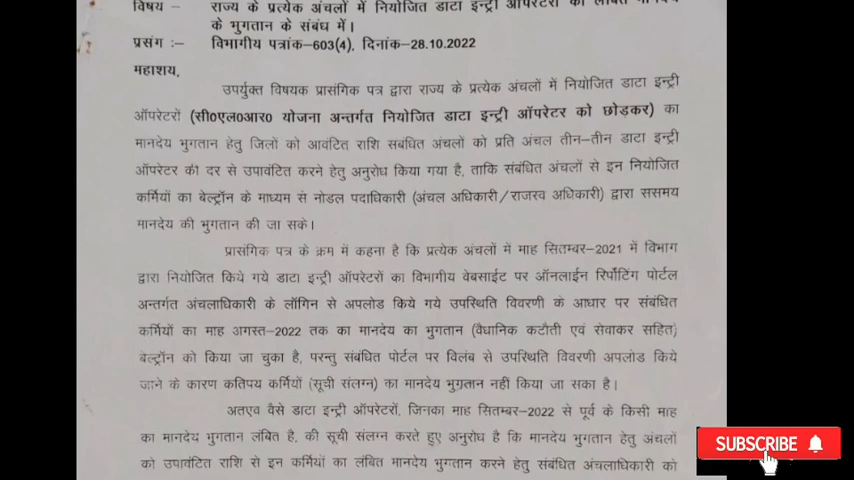 विषय – राज्य के प्रत्येक अंचलों में नियोजित डाटा इन्ट्री ऑपरेटरों का लंबित मानदेय
के भुगतान के संबंध में।
प्रसंग :– विभागीय पत्रांक–603(4), दिनांक–28.10.2022
महाशय,
उपर्युक्त विषयक प्रासंगिक पत्र द्वारा राज्य के प्रत्येक अंचलों में नियोजित डाटा इन्ट्री
ऑपरेटरों (सी०एल०आर० योजना अन्तर्गत नियोजित डाटा इन्ट्री ऑपरेटर को छोड़कर) का
मानदेय भुगतान हेतु जिलों को आवंटित राशि सबधित अंचलों को प्रति अंचल तीन–तीन डाटा इन्ट्री
ऑपरेटर की दर से उपावंटित करने हेतु अनुरोध किया गया है, ताकि संबंधित अंचलों से इन नियोजित
कर्मियों का बेल्ट्रॉन के माध्यम से नोडल पदाधिकारी (अंचल अधिकारी/राजस्व अधिकारी) द्वारा ससमय
मानदेय की भुगतान की जा सके।
प्रासंगिक पत्र के क्रम में कहना है कि प्रत्येक अंचलों में माह सितम्बर–2021 में विभाग
द्वारा नियोजित किये गये डाटा इन्ट्री ऑपरेटरों का विभागीय वेबसाईट पर ऑनलाईन रिर्पोटिंग पोर्टल
अन्तर्गत अंचलाधिकारी के लॉगिन से अपलोड किये गये उपस्थिति विवरणी के आधार पर संबंधित
कर्मियों का माह अगस्त–2022 तक का मानदेय का भुगतान (वैधानिक कटौती एवं सेवाकर सहित)
बेल्ट्रॉन को किया जा चुका है, परन्तु संबंधित पोर्टल पर विलंब से उपस्थिति विवरणी अपलोड किये
जाने के कारण कतिपय कर्मियों (सूची संलग्न) का मानदेय भुगतान नहीं किया जा सका है।
अतएव वैसे डाटा इन्ट्री ऑपरेटरों, जिनका माह सितम्बर–2022 से पूर्व के किसी माह
का मानदेय भुगतान लंबित है, की सूची संलग्न करते हुए अनुरोध है कि मानदेय भुगतान हेतु अंचलों
को उपावंटित राशि से इन कर्मियों का लंबित मानदेय भुगतान करने हेतु संबंधित अंचलाधिकारी को
SUBSCRIBE